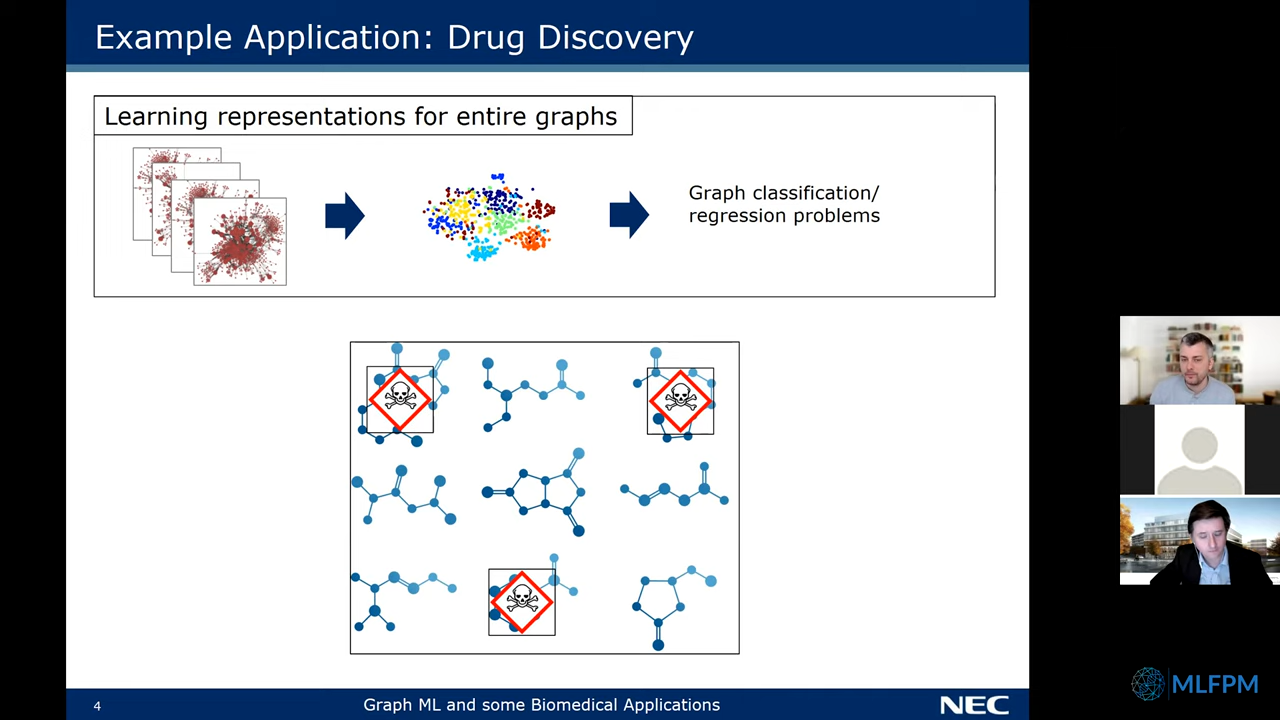 Example Application: Drug Discovery
Learning representations for entire graphs
Graph classification/
regression problems
4
Graph ML and some Biomedical Applications
NEC
MLFPM